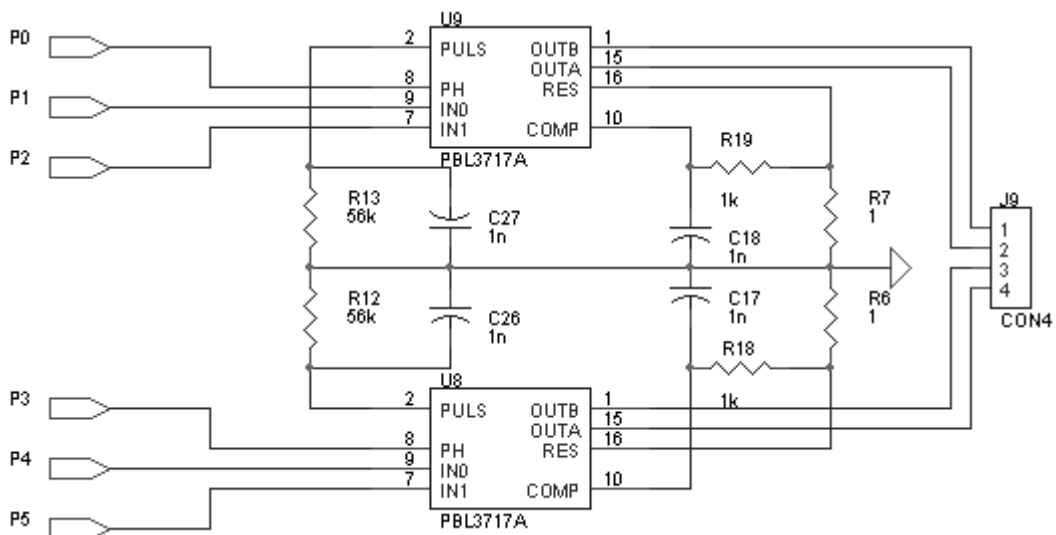 U9
P0
2
PULS
OUTB
1
OUTA
15
8
PH
RES
16
P1
9
IN0
7
IN1
COMP
10
P2
PBL3717A
R19
R13
56k
1k
R7
1
C27
1n
C18
1n
J9
1
2
3
4
CON4
R12
56k
C17
1n
R6
1
C26
1n
R18
1k
U8
P3
2
PULS
OUTB
1
OUTA
15
8
PH
RES
16
P4
9
IN0
7
IN1
COMP
10
P5
PBL3717A